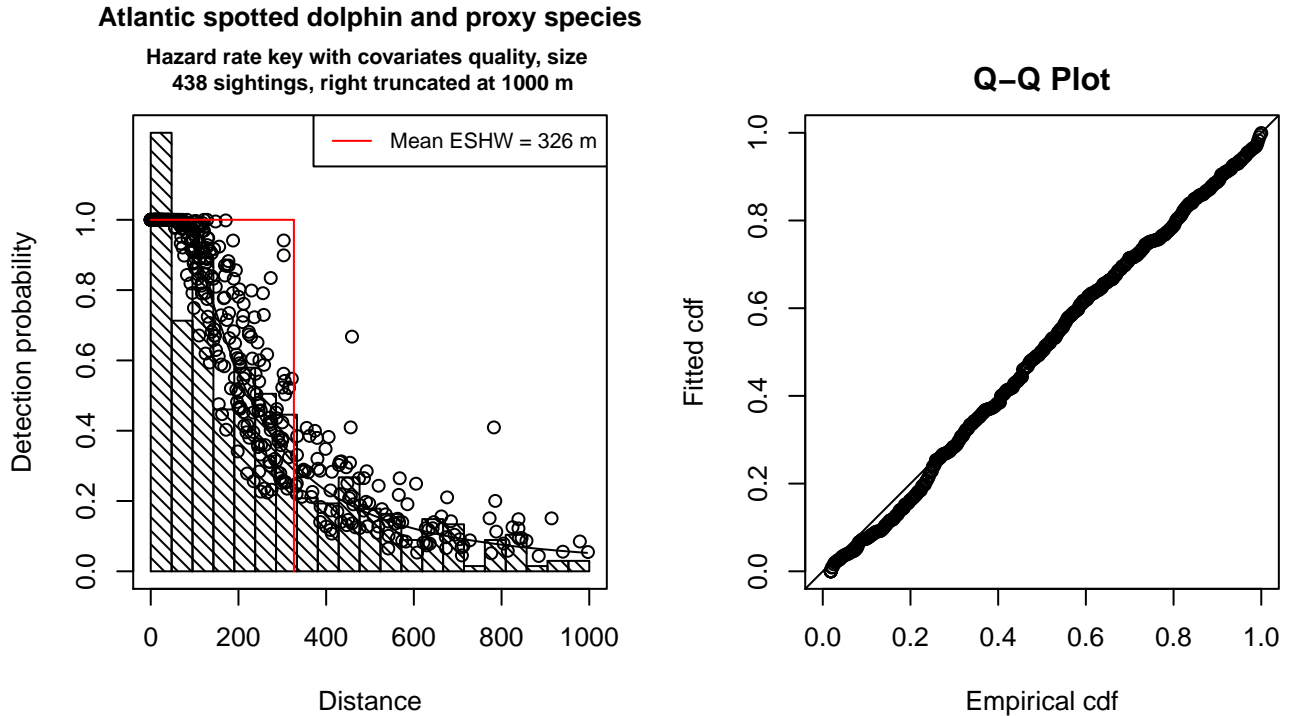 Atlantic spotted dolphin and proxy species
Hazard rate key with covariates quality, size
438 sightings, right truncated at 1000 m
Mean ESHW = 326 m
Detection probability
0.0 0.2 0.4 0.6 0.8 1.0
0 200 400 600 800 1000
Distance
Q−Q Plot
Fitted cdf
0.0 0.2 0.4 0.6 0.8 1.0
0.0 0.2 0.4 0.6 0.8 1.0
Empirical cdf